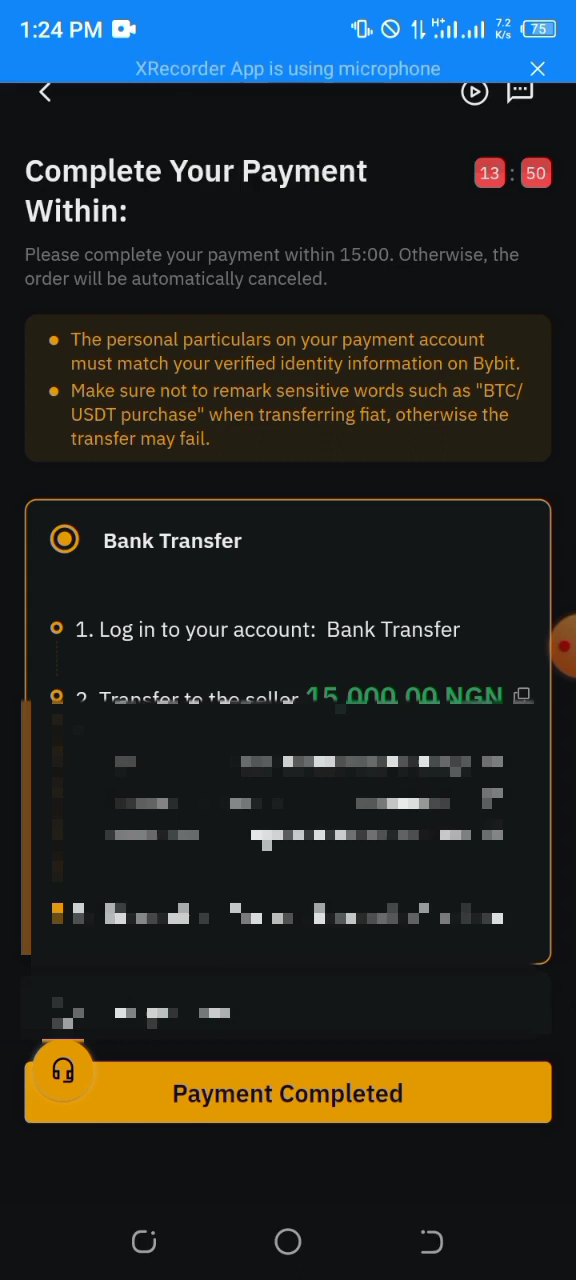 1:24 PM
H+
7.2
K/s
75
XRecorder App is using microphone
Complete Your Payment
Within:
13 : 50
Please complete your payment within 15:00. Otherwise, the
order will be automatically canceled.
The personal particulars on your payment account
must match your verified identity information on Bybit.
Make sure not to remark sensitive words such as "BTC/
USDT purchase" when transferring fiat, otherwise the
transfer may fail.
Bank Transfer
1. Log in to your account: Bank Transfer
2. Transfer to the seller 15,000.00 NGN
Payment Completed